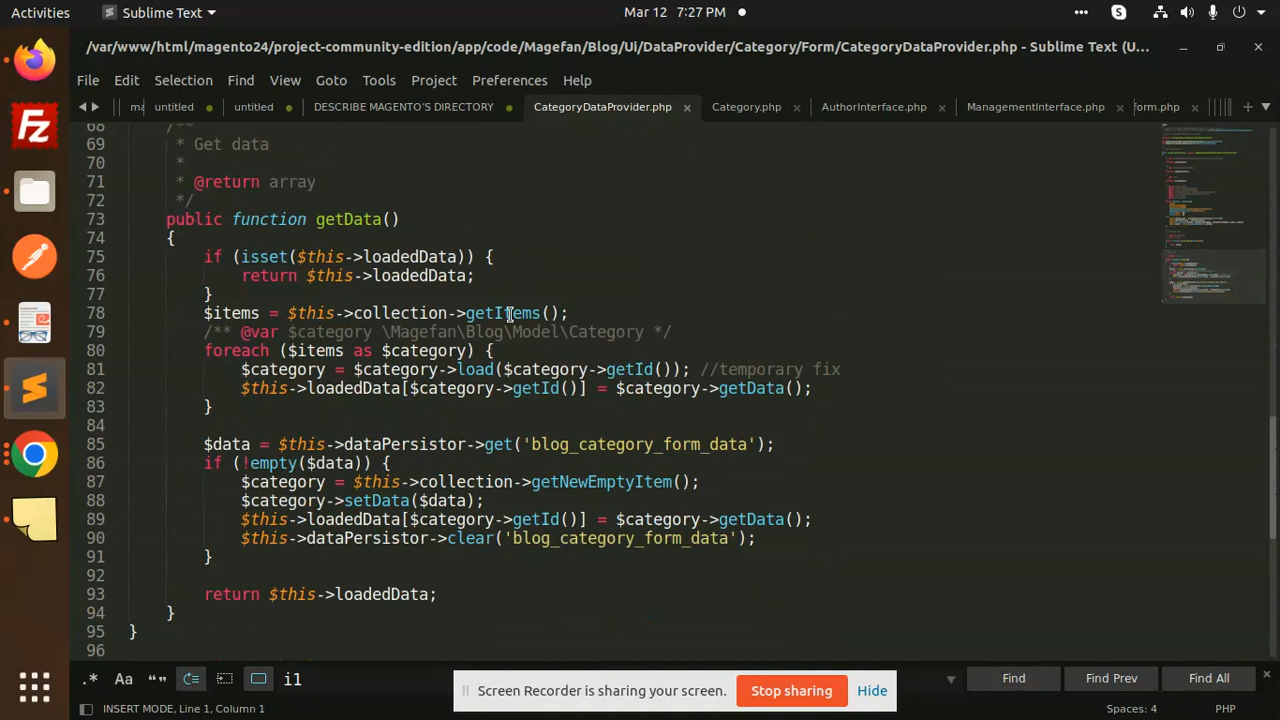 Activities Sublime Text Mar 12 7:27 PM
/var/www/html/magento24/project-community-edition/app/code/Magefan/Blog/Ui/DataProvider/Category/Form/CategoryDataProvider.php - Sublime Text (U...
File Edit Selection Find View Goto Tools Project Preferences Help
ma untitled untitled DESCRIBE MAGENTO'S DIRECTORY CategoryDataProvider.php Category.php AuthorInterface.php ManagementInterface.php form.php
68 /**
69 * Get data
70 *
71 * @return array
72 */
73 public function getData()
74 {
75 if (isset($this->loadedData)) {
76 return $this->loadedData;
77 }
78 $items = $this->collection->getItems();
79 /** @var $category \Magefan\Blog\Model\Category */
80 foreach ($items as $category) {
81 $category = $category->load($category->getId()); //temporary fix
82 $this->loadedData[$category->getId()] = $category->getData();
83 }
84
85 $data = $this->dataPersistor->get('blog_category_form_data');
86 if (!empty($data)) {
87 $category = $this->collection->getNewEmptyItem();
88 $category->setData($data);
89 $this->loadedData[$category->getId()] = $category->getData();
90 $this->dataPersistor->clear('blog_category_form_data');
91 }
92
93 return $this->loadedData;
94 }
95 }
96
.* Aa “” i1 Find Find Prev Find All
Screen Recorder is sharing your screen. Stop sharing Hide
INSERT MODE, Line 1, Column 1 Spaces: 4 PHP